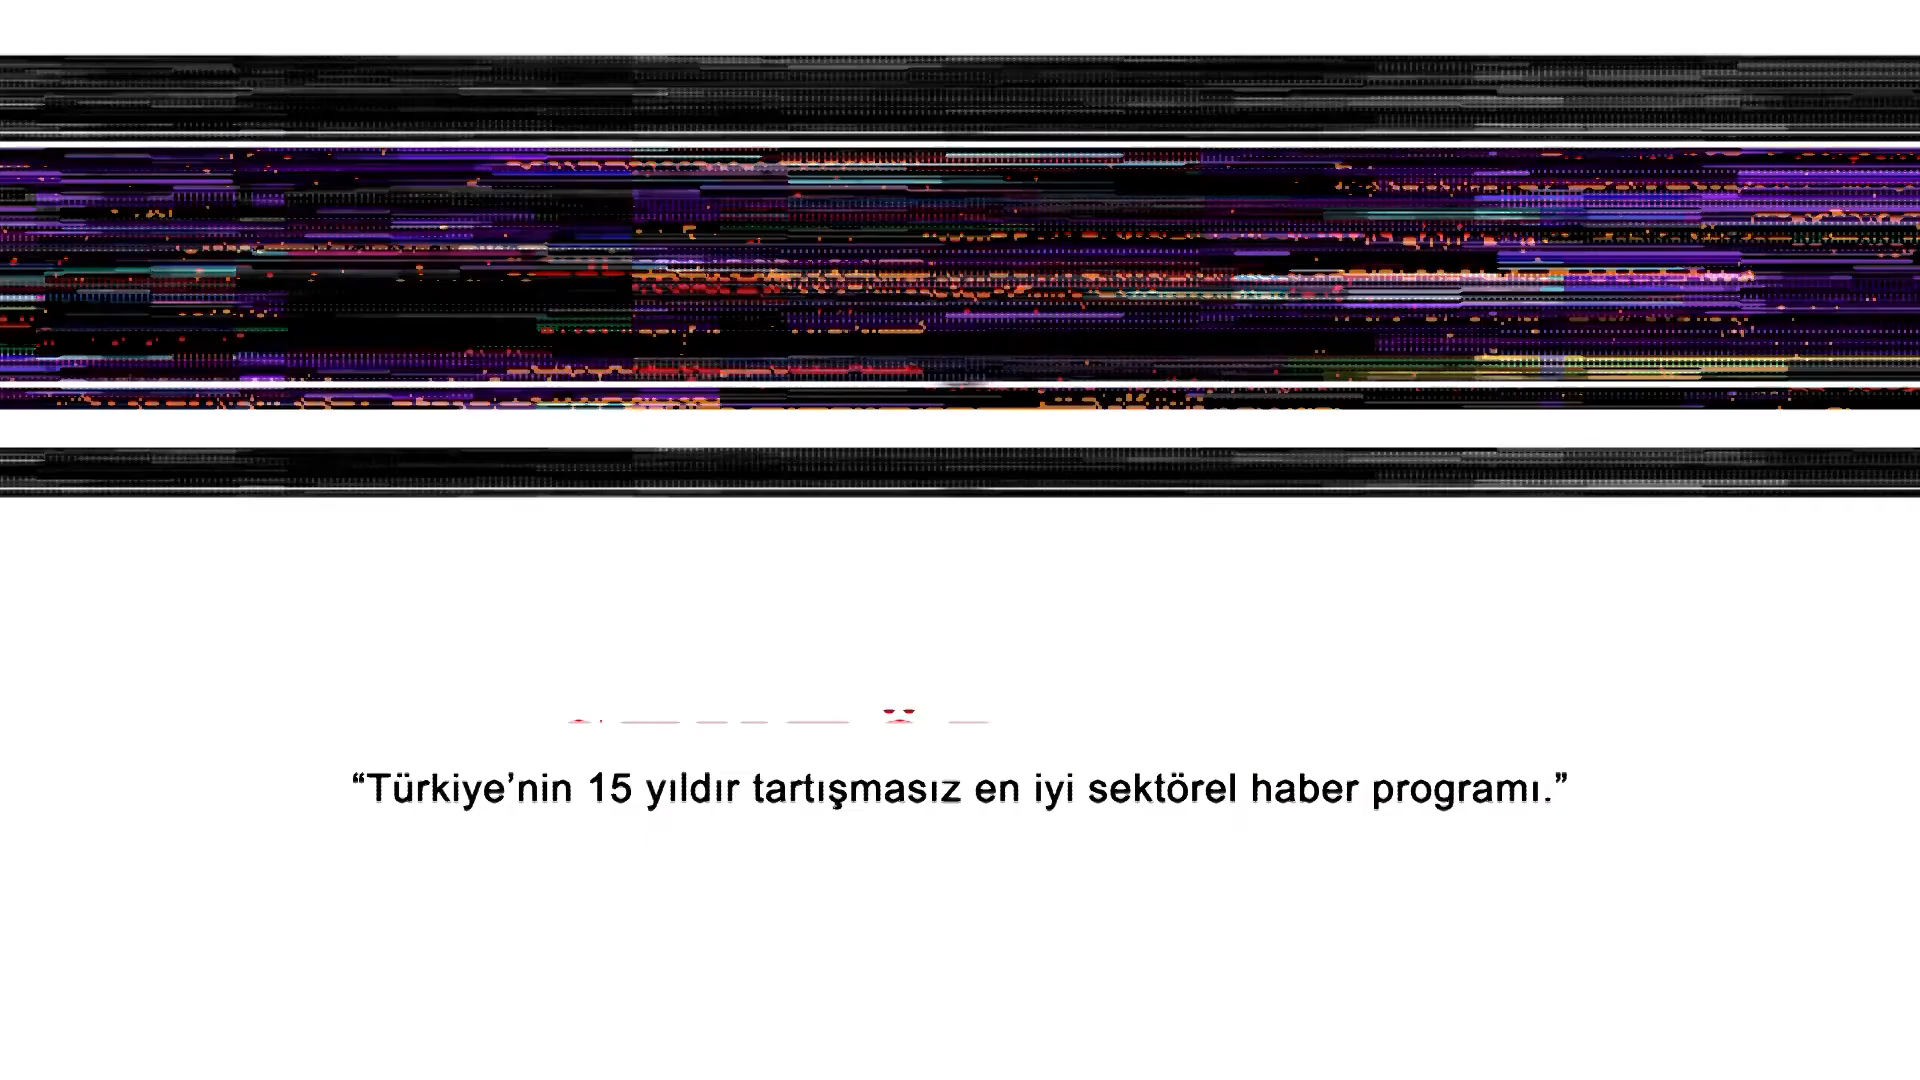 “Türkiye’nin 15 yıldır tartışmasız en iyi sektörel haber programı.”